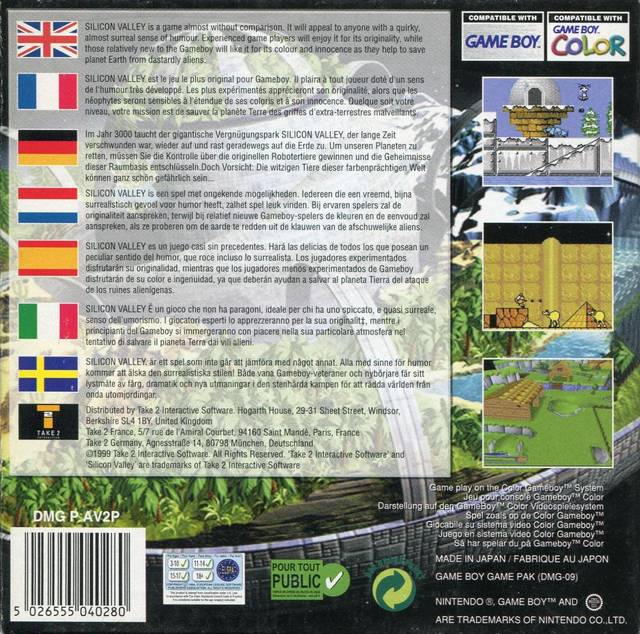 SILICON VALLEY is a game almost without comparison. It will appeal to anyone with a quirky,
almost surreal sense of humour. Experienced game players will enjoy it for its originality, while
those relatively new to the Gameboy will like it for its colour and innocence as they help to save
planet Earth from dastardly aliens.
SILICON VALLEY est le jeu le plus original pour Gameboy. Il plaira à tout joueur doté d'un sens
de l'humour très développé. Les plus expérimentés apprécieront son originalité, alors que les
néophytes seront sensibles à l'étendue de ses coloris et à son innocence. Quelque soit votre
niveau, votre mission est de sauver la planète Terre des griffes d'extra-terrestres malveillants.
Im Jahr 3000 taucht der gigantische Vergnügungspark SILICON VALLEY, der lange Zeit
verschwunden war, wieder auf und rast geradewegs auf die Erde zu. Um unseren Planeten zu
retten, müssen Sie die Kontrolle über die originellen Robotertiere gewinnen und die Geheimnisse
dieser Raumbasis entschlüsseln.Doch Vorsicht: Die witzigen Tiere dieser farbenprächtigen Welt
können ganz schön gefährlich sein...
SILICON VALLEY is een spel met ongekende mogelijkheden. Iedereen die een vreemd, bijna
surrealistisch gevoel voor humor heeft, zalhet spel leuk vinden. Bij ervaren spelers zal de
originaliteit aanspreken, terwijl bij relatief nieuwe Gameboy-spelers de kleuren en de eenvoud zal
aanspreken, als ze proberen om de aarde te redden uit de klauwen van de afschuwelijke aliens.
SILICON VALLEY es un juego casi sin precedentes. Hará las delicias de todos los que posean un
peculiar sentido del humor, que roce incluso lo surrealista. Los jugadores experimentados
disfrutarán su originalidad, mientras que los jugadores menos experimentados de Gameboy
disfrutarán de su color e ingenuidad, ya que deberán ayudan a salvar al planeta Tierra del ataque
de los ruines alienígenas.
SILICON VALLEY È un gioco che non ha paragoni, ideale per chi ha uno spiccato, e quasi surreale,
senso dell'umorismo. I giocatori esperti lo apprezzeranno per la sua originalit‡, mentre i
principianti del Gameboy si immergeranno con piacere nella sua particolare atmosfera nel
tentativo di salvare il pianeta Terra dai vili alieni.
SILICON VALLEY, är ett spel som inte går att jämföra med något annat. Alla med sinne för humor
kommer att älska den surrealistiska stilen! Både vana Gameboy-veteraner och nybörjare får sitt
lystmäte av färg, dramatik och nya utmaningar i den stenhårda kampen för att rädda världen från
onda utomjordingar.
TAKE 2
INTERACTIVE
Distributed by Take 2 Interactive Software. Hogarth House, 29-31 Sheet Street, Windsor,
Berkshire SL4 1BY, United Kingdom
Take 2 France, 5/7 rue de l'Amiral Courbet, 94160 Saint Mandé, Paris, France
Take 2 Germany, Agnesstraße 14, 80798 München, Deutschland
©1999 Take 2 Interactive Software. All Rights Reserved. 'Take 2 Interactive Software' and
'Silicon Valley' are trademarks of Take 2 Interactive Software
COMPATIBLE WITH
GAME BOY.
COMPATIBLE WITH
GAME BOY
COLOR
Game play on the Color Gameboy™ System
Jeu pour console Gameboy™ Color
Darstellung auf den GameBoy™ Color Videospielesystem
Spel zoals op de Color Gameboy™
Giocabile su sistema video Color Gameboy™
Juego en sistema video Color Gameboy™
Så här spelar du på Gameboy™ Color
MADE IN JAPAN / FABRIQUE AU JAPON
GAME BOY GAME PAK (DMG-09)
NINTENDO ®, GAME BOY™ AND
ARE TRADEMARKS OF NINTENDO CO.,LTD.
DMG P AV2P
5 026555 040280
3-10 ✓ 11-14 ✓
15-17 ✓ 18+ ✓
POUR TOUT
PUBLIC ✓